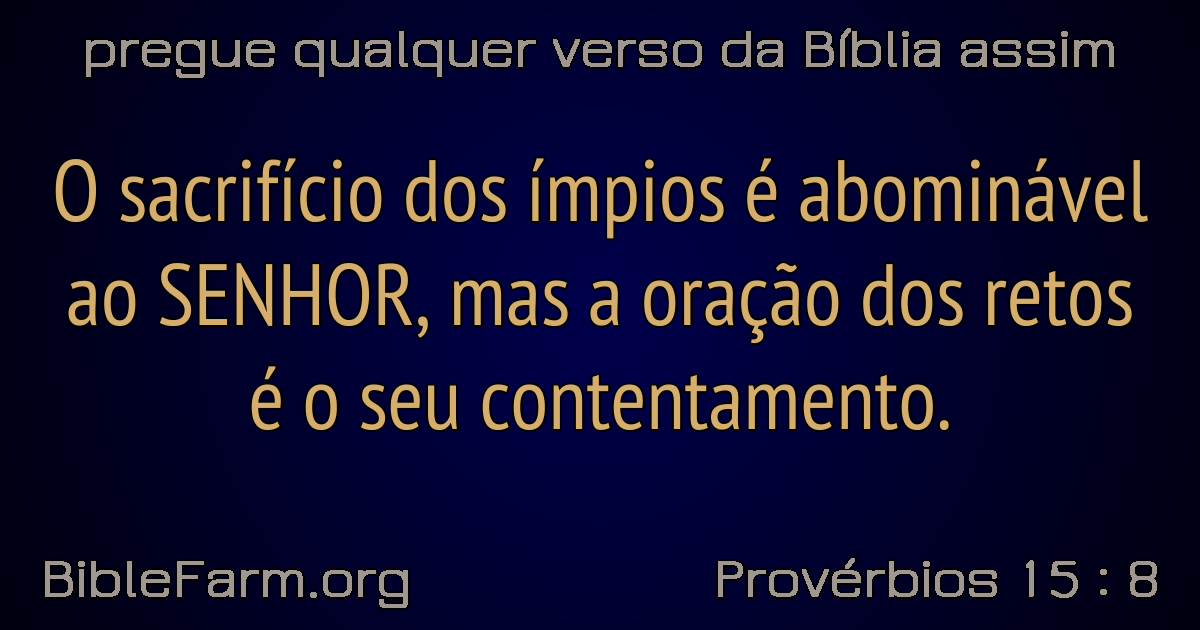 pregue qualquer verso da Bíblia assim
O sacrifício dos ímpios é abominável
ao SENHOR, mas a oração dos retos
é o seu contentamento.
BibleFarm.org
Provérbios 15 : 8